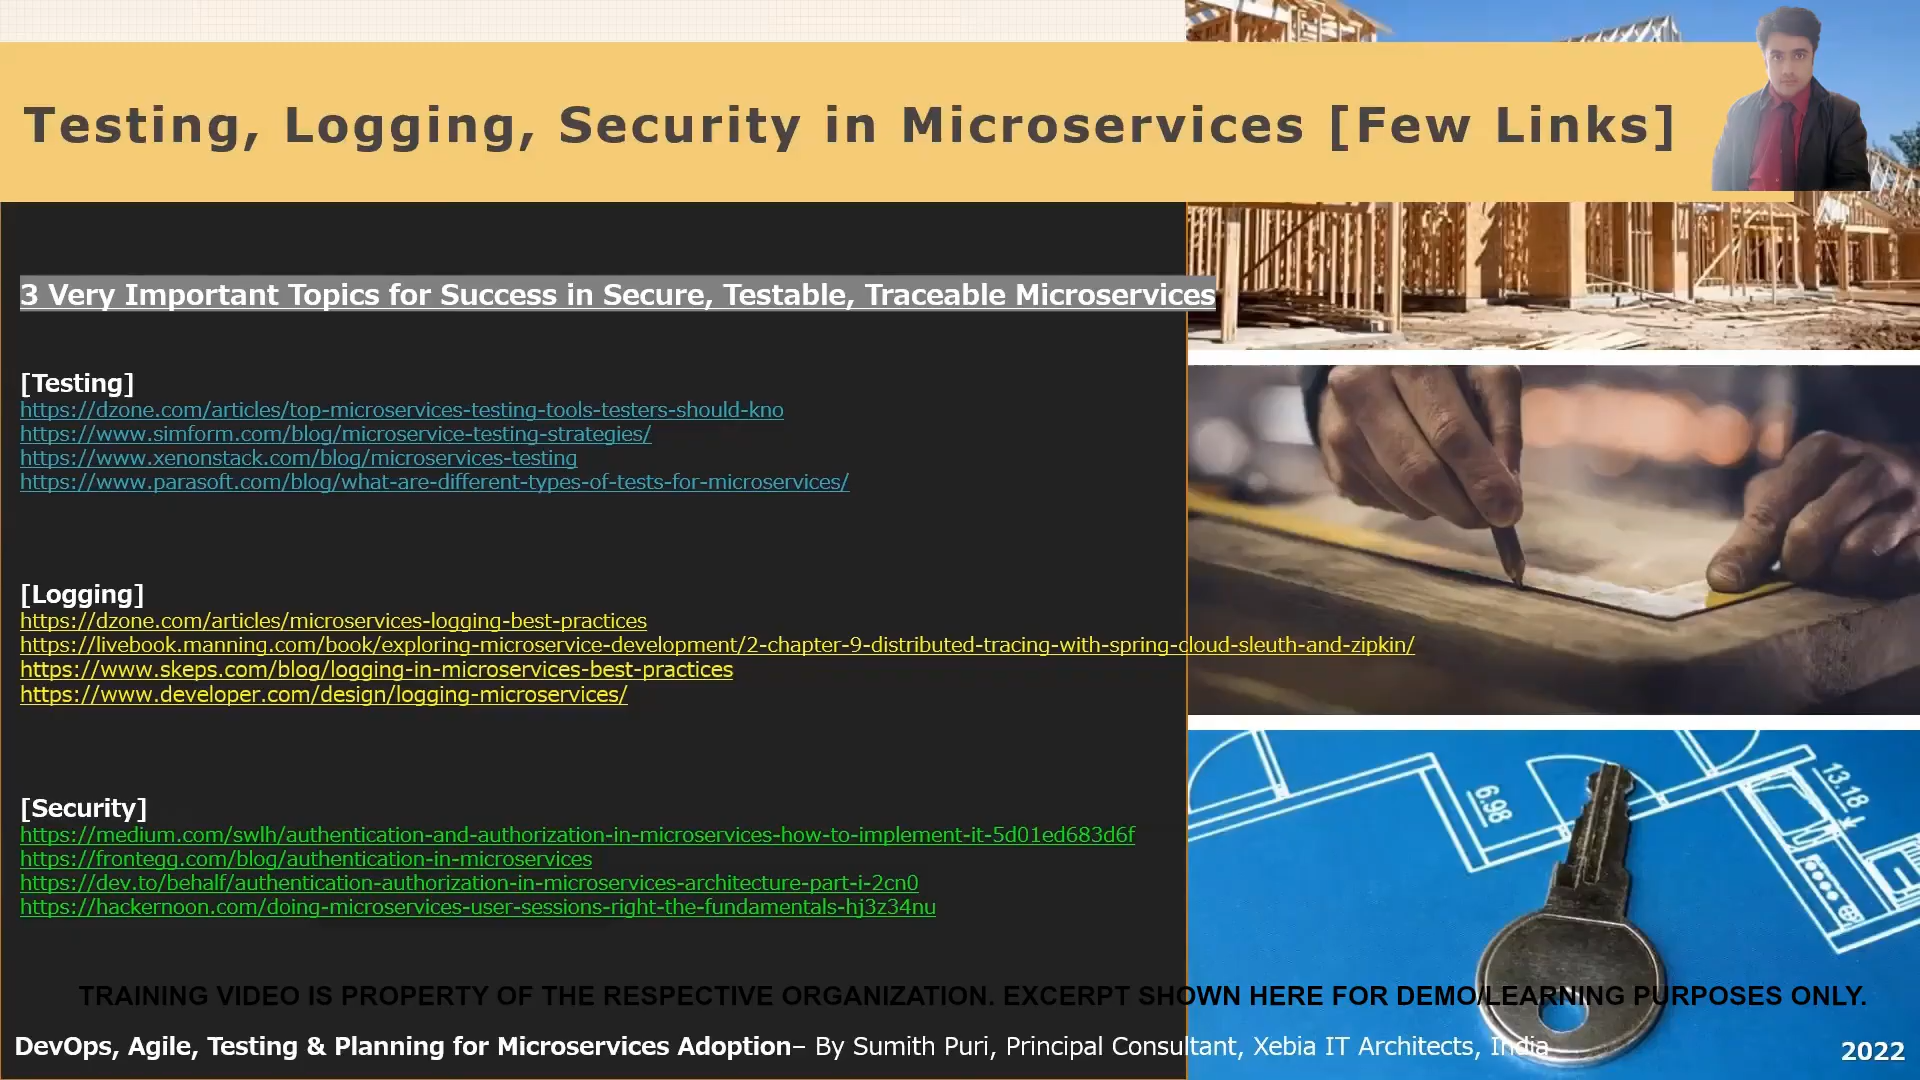 Testing, Logging, Security in Microservices [Few Links]
3 Very Important Topics for Success in Secure, Testable, Traceable Microservices
[Testing]
https://dzone.com/articles/top-microservices-testing-tools-testers-should-kno
https://www.simform.com/blog/microservice-testing-strategies/
https://www.xenonstack.com/blog/microservices-testing
https://www.parasoft.com/blog/what-are-different-types-of-tests-for-microservices/
[Logging]
https://dzone.com/articles/microservices-logging-best-practices
https://livebook.manning.com/book/exploring-microservice-development/2-chapter-9-distributed-tracing-with-spring-cloud-sleuth-and-zipkin/
https://www.skeps.com/blog/logging-in-microservices-best-practices
https://www.developer.com/design/logging-microservices/
[Security]
https://medium.com/swlh/authentication-and-authorization-in-microservices-how-to-implement-it-5d01ed683d6f
https://frontegg.com/blog/authentication-in-microservices
https://dev.to/behalf/authentication-authorization-in-microservices-architecture-part-i-2cn0
https://hackernoon.com/doing-microservices-user-sessions-right-the-fundamentals-hj3z34nu
6.98
13.18
TRAINING VIDEO IS PROPERTY OF THE RESPECTIVE ORGANIZATION. EXCERPT SHOWN HERE FOR DEMO/LEARNING PURPOSES ONLY.
DevOps, Agile, Testing & Planning for Microservices Adoption– By Sumith Puri, Principal Consultant, Xebia IT Architects, India
2022